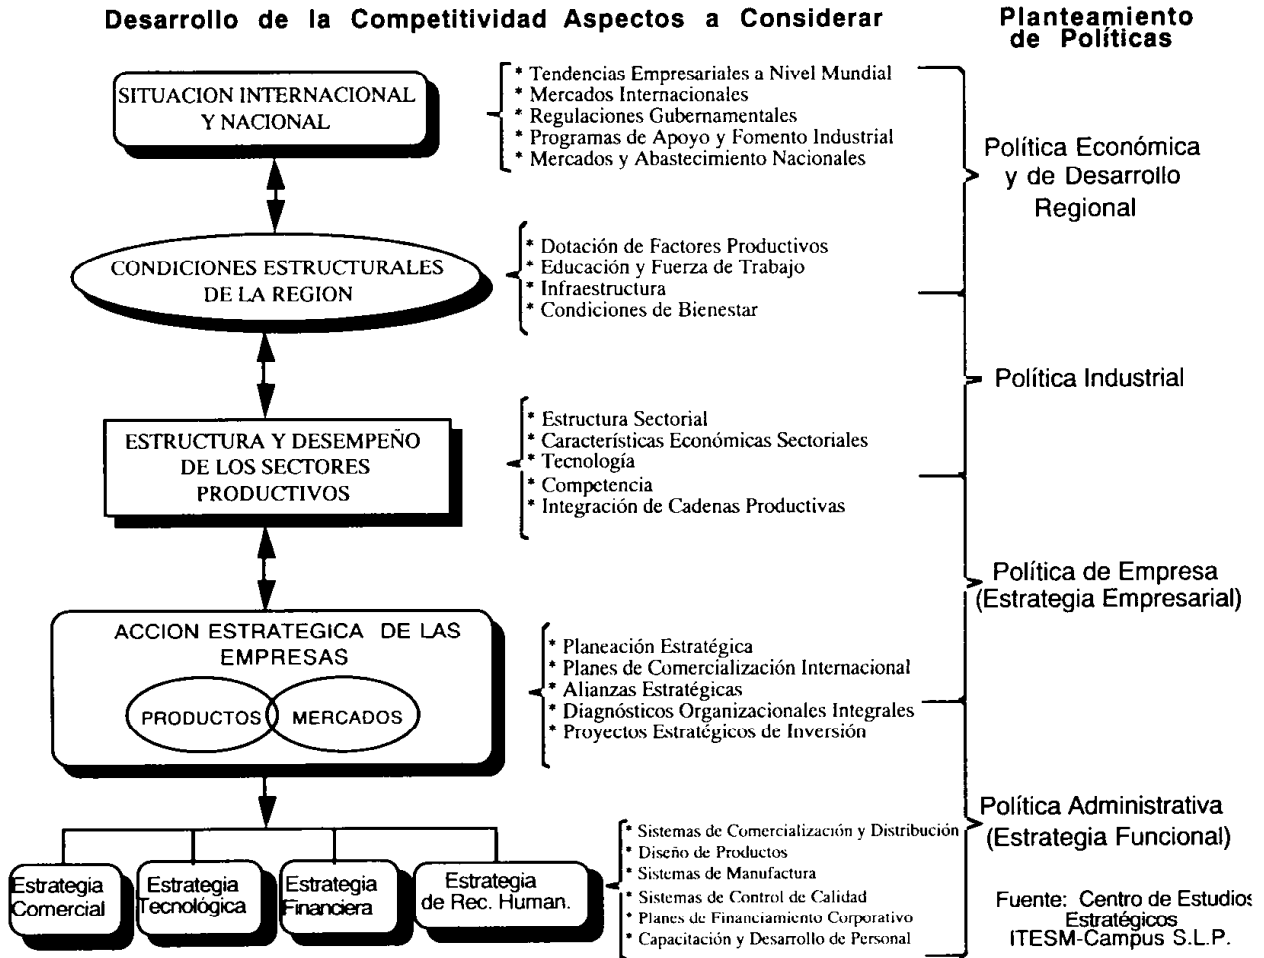 Desarrollo de la Competitividad Aspectos a Considerar
Planteamiento
de Políticas
SITUACION INTERNACIONAL
Y NACIONAL
* Tendencias Empresariales a Nivel Mundial
* Mercados Internacionales
* Regulaciones Gubernamentales
* Programas de Apoyo y Fomento Industrial
* Mercados y Abastecimiento Nacionales
Política Económica
y de Desarrollo
Regional
CONDICIONES ESTRUCTURALES
DE LA REGION
* Dotación de Factores Productivos
* Educación y Fuerza de Trabajo
* Infraestructura
* Condiciones de Bienestar
Política Industrial
ESTRUCTURA Y DESEMPEÑO
DE LOS SECTORES
PRODUCTIVOS
* Estructura Sectorial
* Característícas Económicas Sectoriales
* Tecnología
* Competencia
* Integración de Cadenas Productivas
Política de Empresa
(Estrategia Empresarial)
ACCION ESTRATEGICA DE LAS
EMPRESAS
PRODUCTOS
MERCADOS
* Planeación Estratégica
* Planes de Comercialización Internacional
* Alianzas Estratégicas
* Diagnósticos Organizacionales Integrales
* Proyectos Estratégicos de Inversión
Política Administrativa
(Estrategia Funcional)
Estrategia
Comercial
Estrategia
Tecnológica
Estrategia
Financiera
Estrategia
de Rec. Human.
* Sistemas de Comercialización y Distribución
* Diseño de Productos
* Sistemas de Manufactura
* Sistemas de Control de Calidad
* Planes de Financiamiento Corporativo
* Capacitación y Desarrollo de Personal
Fuente: Centro de Estudios
Estratégicos
ITESM-Campus S.L.P.